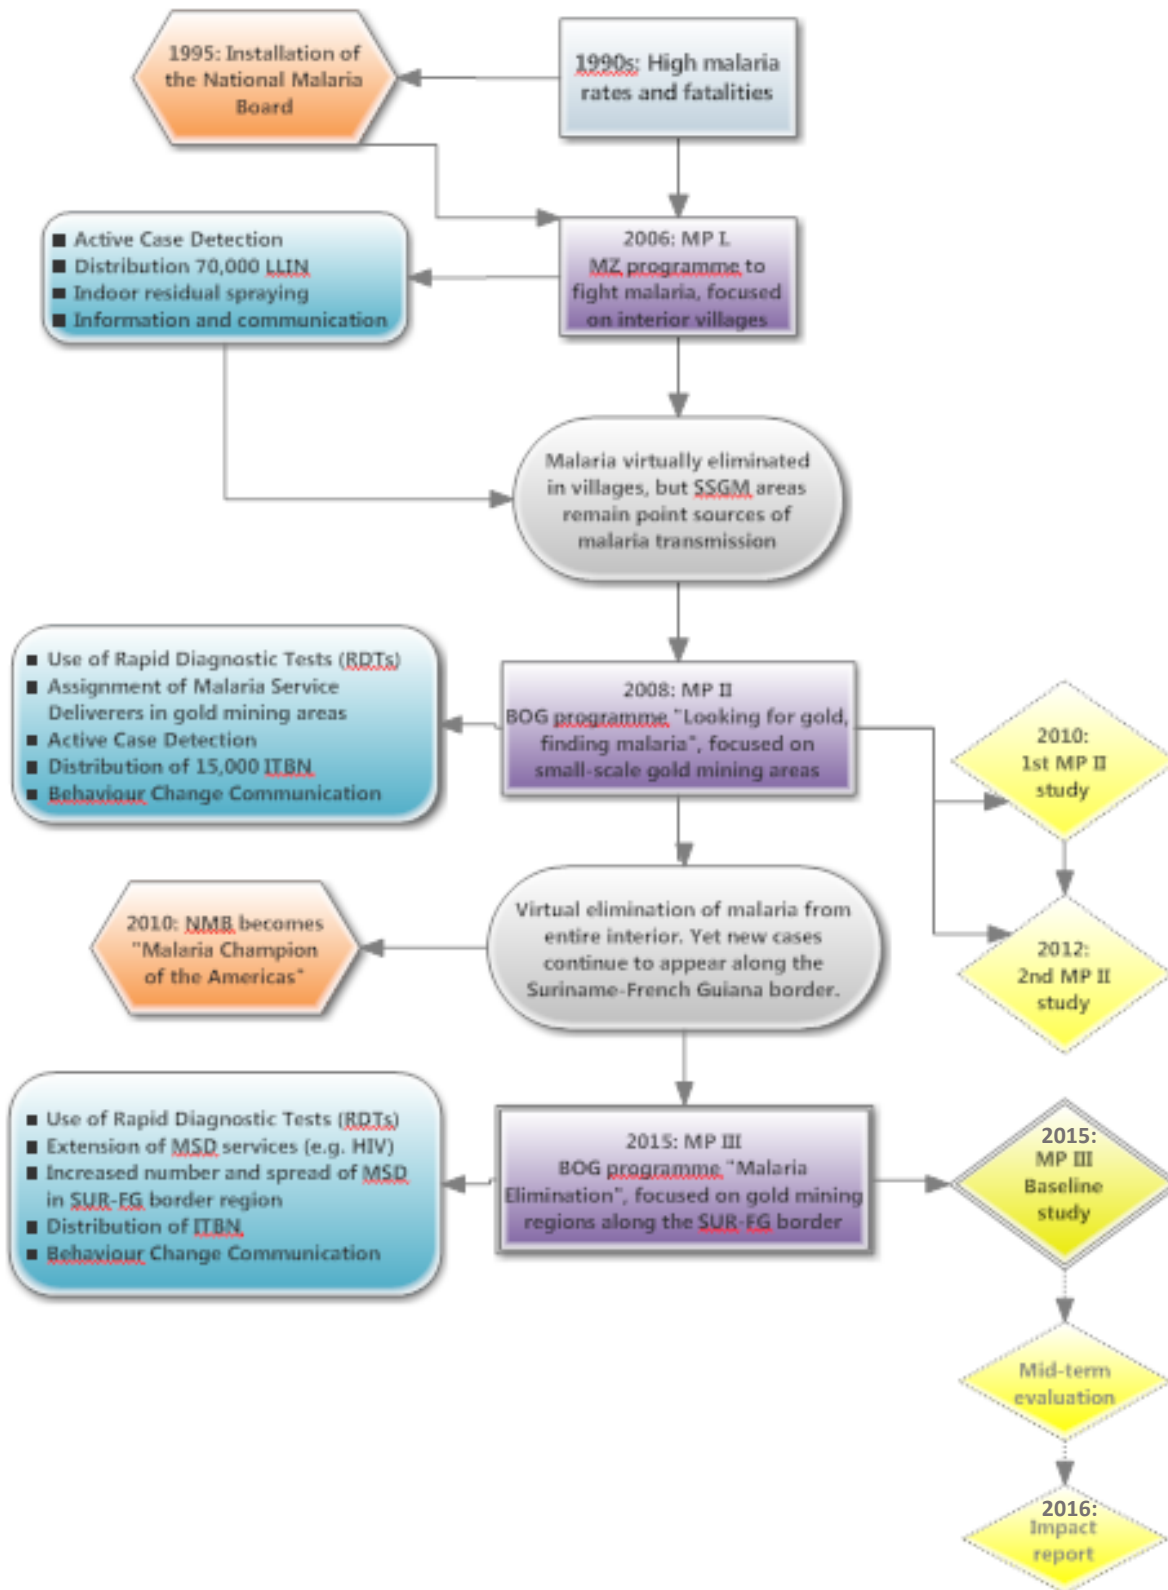 1995: Installation of
the National Malaria
Board
1990s: High malaria
rates and fatalities
■ Active Case Detection
■ Distribution 70,000 LLIN
■ Indoor residual spraying
■ Information and communication
2006: MP I.
MZ programme to
fight malaria, focused
on interior villages
Malaria virtually eliminated
in villages, but SSGM areas
remain point sources of
malaria transmission
■ Use of Rapid Diagnostic Tests (RDTs)
■ Assignment of Malaria Service
Deliverers in gold mining areas
■ Active Case Detection
■ Distribution of 15,000 ITBN
■ Behaviour Change Communication
2008: MP II
BOG programme "Looking for gold,
finding malaria", focused on
small-scale gold mining areas
2010:
1st MP II
study
2010: NMB becomes
"Malaria Champion
of the Americas"
Virtual elimination of malaria from
entire interior. Yet new cases
continue to appear along the
Suriname-French Guiana border.
2012:
2nd MP II
study
■ Use of Rapid Diagnostic Tests (RDTs)
■ Extension of MSD services (e.g. HIV)
■ Increased number and spread of MSD
in SUR-FG border region
■ Distribution of ITBN
■ Behaviour Change Communication
2015: MP III
BOG programme "Malaria
Elimination", focused on gold mining
regions along the SUR-FG border
2015:
MP III
Baseline
study
Mid-term
evaluation
2016:
Impact
report